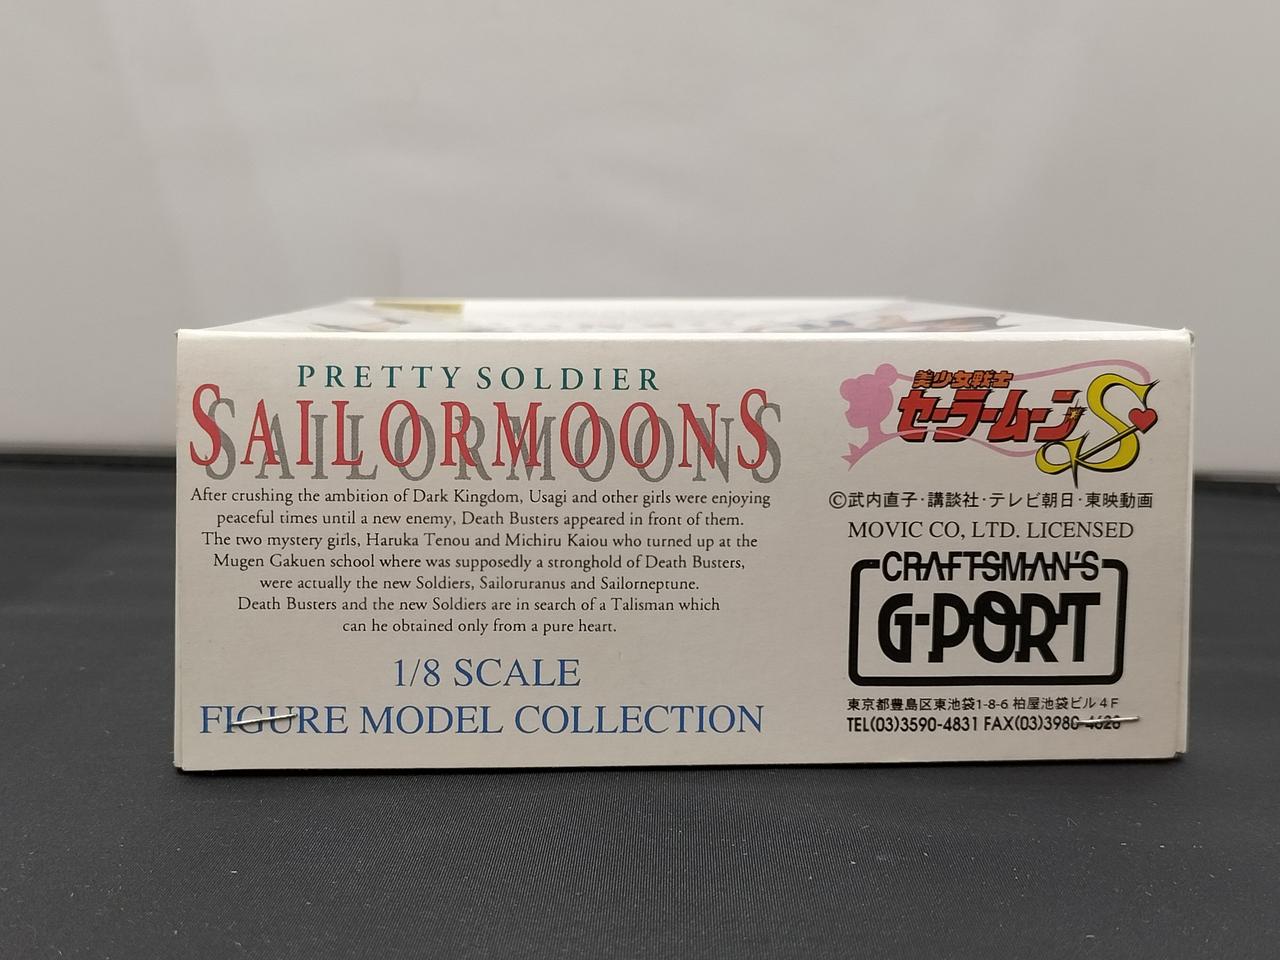 PRETTY SOLDIER
SAILORMOONS
After crushing the ambition of Dark Kingdom, Usagi and other girls were enjoying
peaceful times until a new enemy, Death Busters appeared in front of them.
The two mystery girls, Haruka Tenou and Michiru Kaiou who turned up at the
Mugen Gakuen school where was supposedly a stronghold of Death Busters,
were actually the new Soldiers, Sailoruranus and Sailorneptune.
Death Busters and the new Soldiers are in search of a Talisman which
can he obtained only from a pure heart.
1/8 SCALE
FIGURE MODEL COLLECTION
美少女戦士
セーラームーンS
©武内直子・講談社・テレビ朝日・東映動画
MOVIC CO, LTD. LICENSED
CRAFTSMAN'S
G-PORT
東京都豊島区東池袋1-8-6 柏屋池袋ビル4F
TEL(03)3590-4831 FAX(03)3980-4626